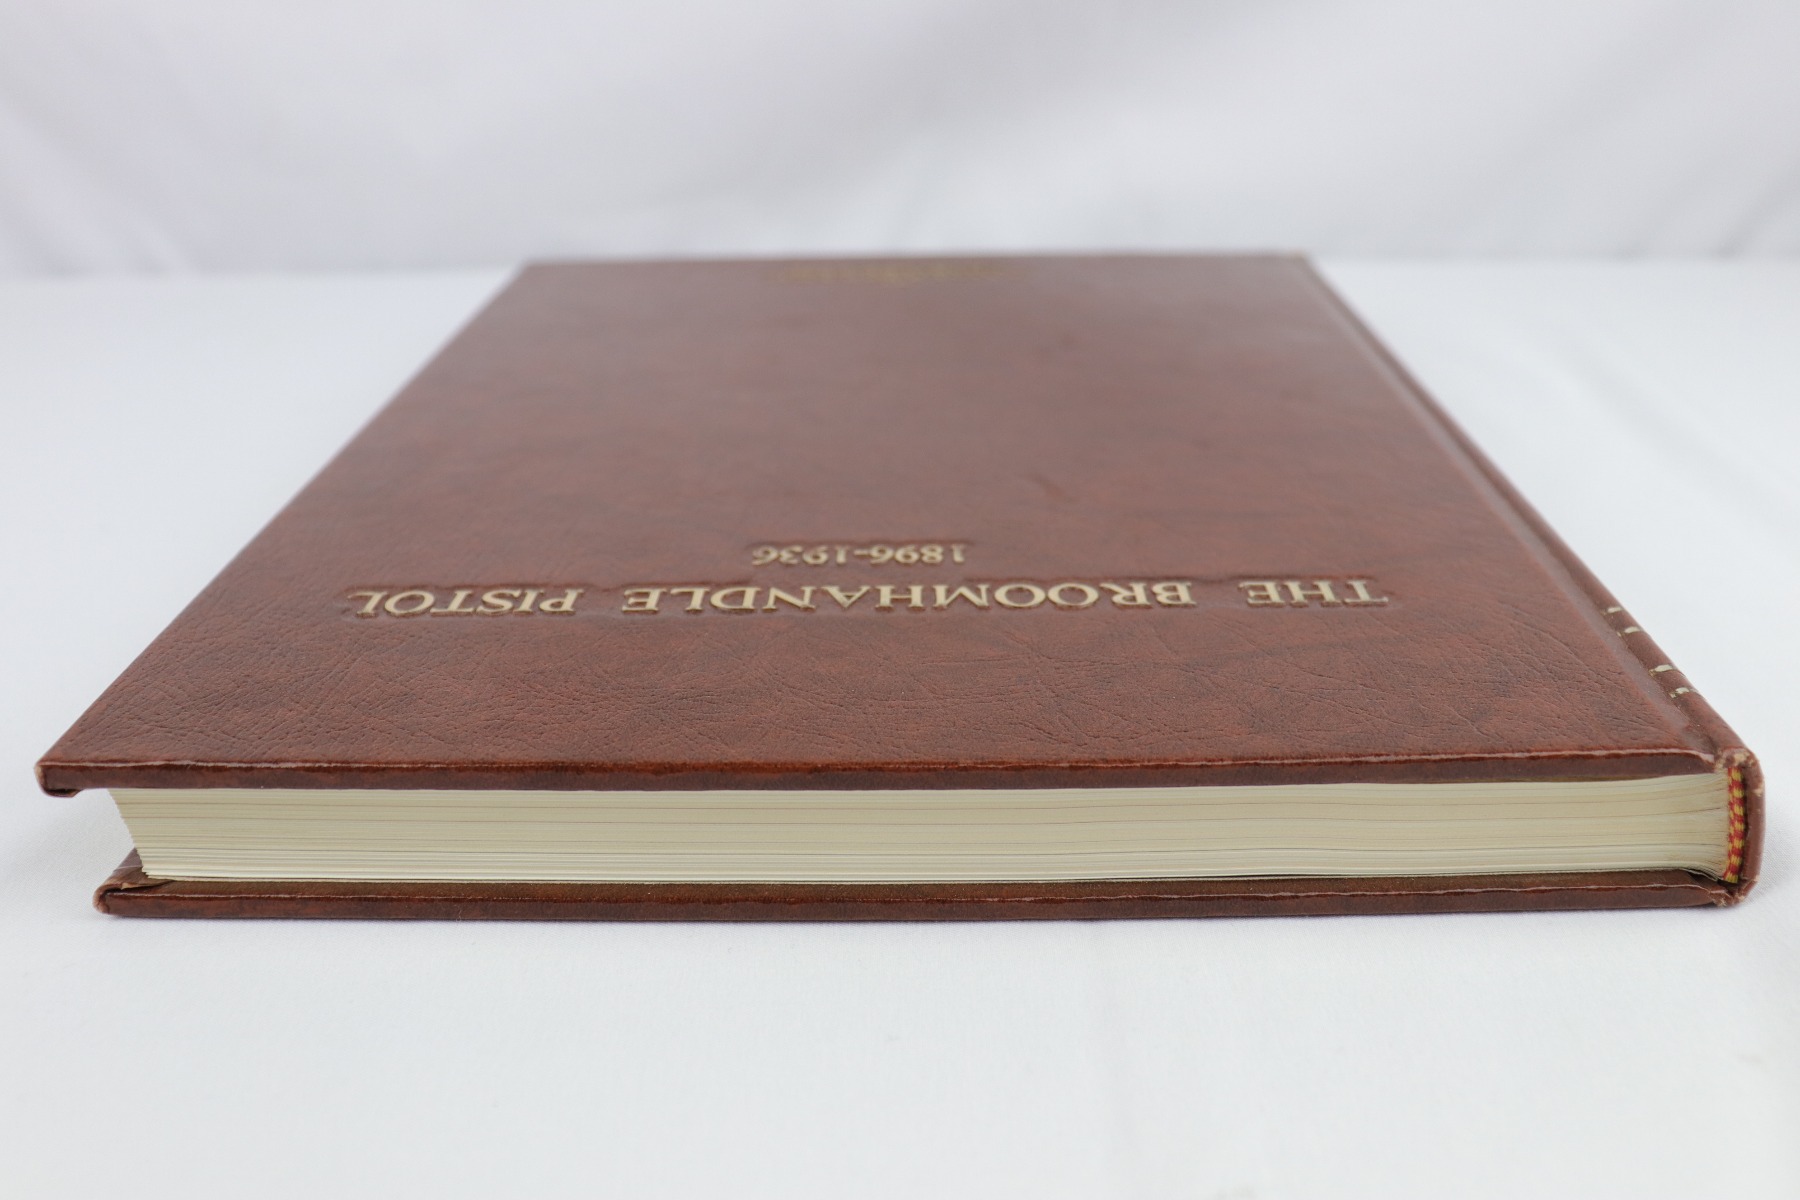 THE BROOMHANDLE PISTOL
1896-1936